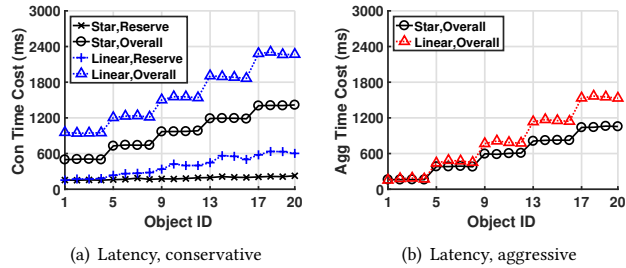 Con Time Cost (ms)
3000
2400
1800
1200
600
0
Star,Reserve
Star,Overall
Linear,Reserve
Linear,Overall
1 5 9 13 17 20
Object ID
(a) Latency, conservative
Agg Time Cost (ms)
3000
2400
1800
1200
600
0
Star,Overall
Linear,Overall
1 5 9 13 17 20
Object ID
(b) Latency, aggressive